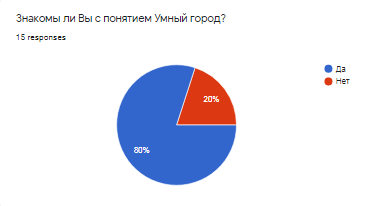 Знакомы ли Вы с понятием Умный город?
15 responses
Да
Нет
20%
80%